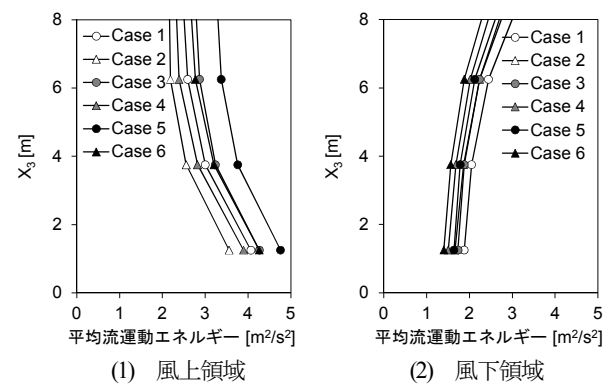 8
6
4
2
0
X₃ [m]
Case 1
Case 2
Case 3
Case 4
Case 5
Case 6
0 1 2 3 4 5
平均流運動エネルギー [m²/s²]
(1) 風上領域
8
6
4
2
0
X₃ [m]
Case 1
Case 2
Case 3
Case 4
Case 5
Case 6
0 1 2 3 4 5
平均流運動エネルギー [m²/s²]
(2) 風下領域